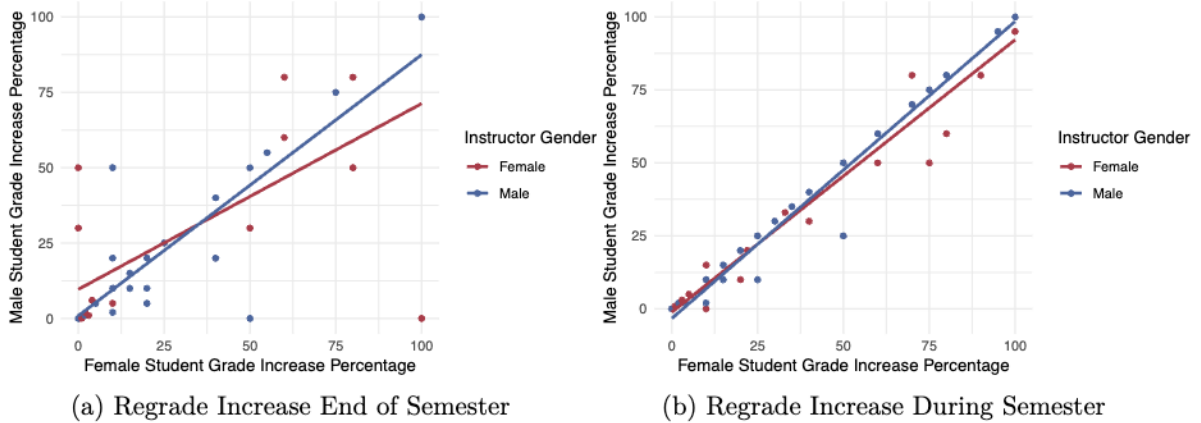 100
75
50
25
0
Male Student Grade Increase Percentage
0 25 50 75 100
Female Student Grade Increase Percentage
Instructor Gender
Female
Male
(a) Regrade Increase End of Semester
100
75
50
25
0
Male Student Grade Increase Percentage
0 25 50 75 100
Female Student Grade Increase Percentage
Instructor Gender
Female
Male
(b) Regrade Increase During Semester